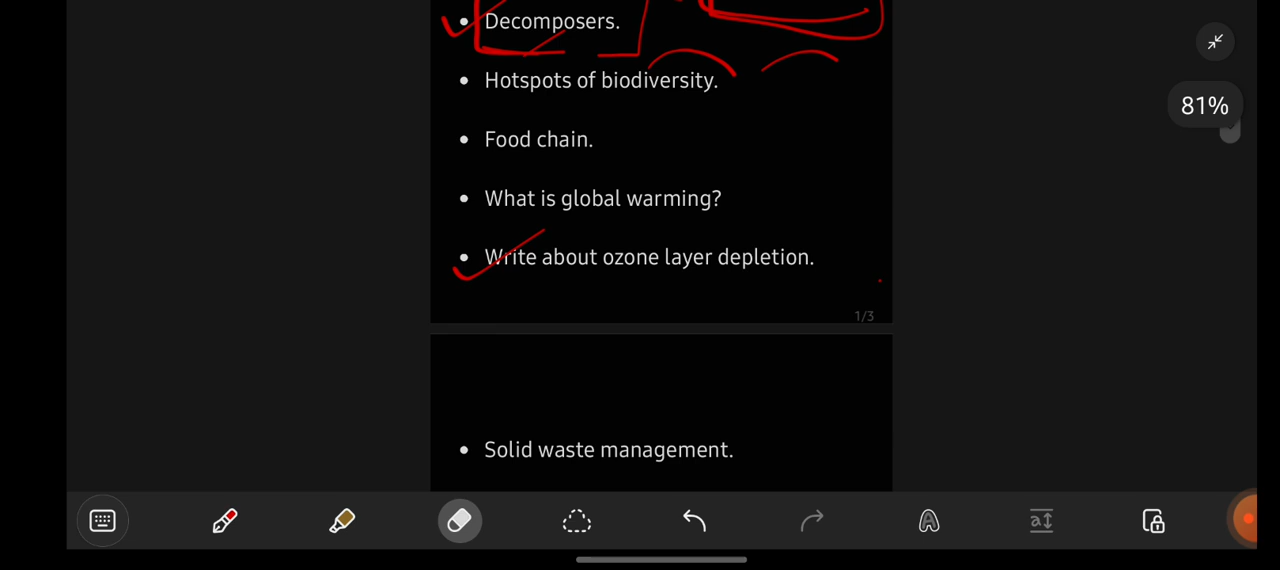 • Decomposers.
• Hotspots of biodiversity.
81%
• Food chain.
• What is global warming?
• Write about ozone layer depletion.
1/3
• Solid waste management.